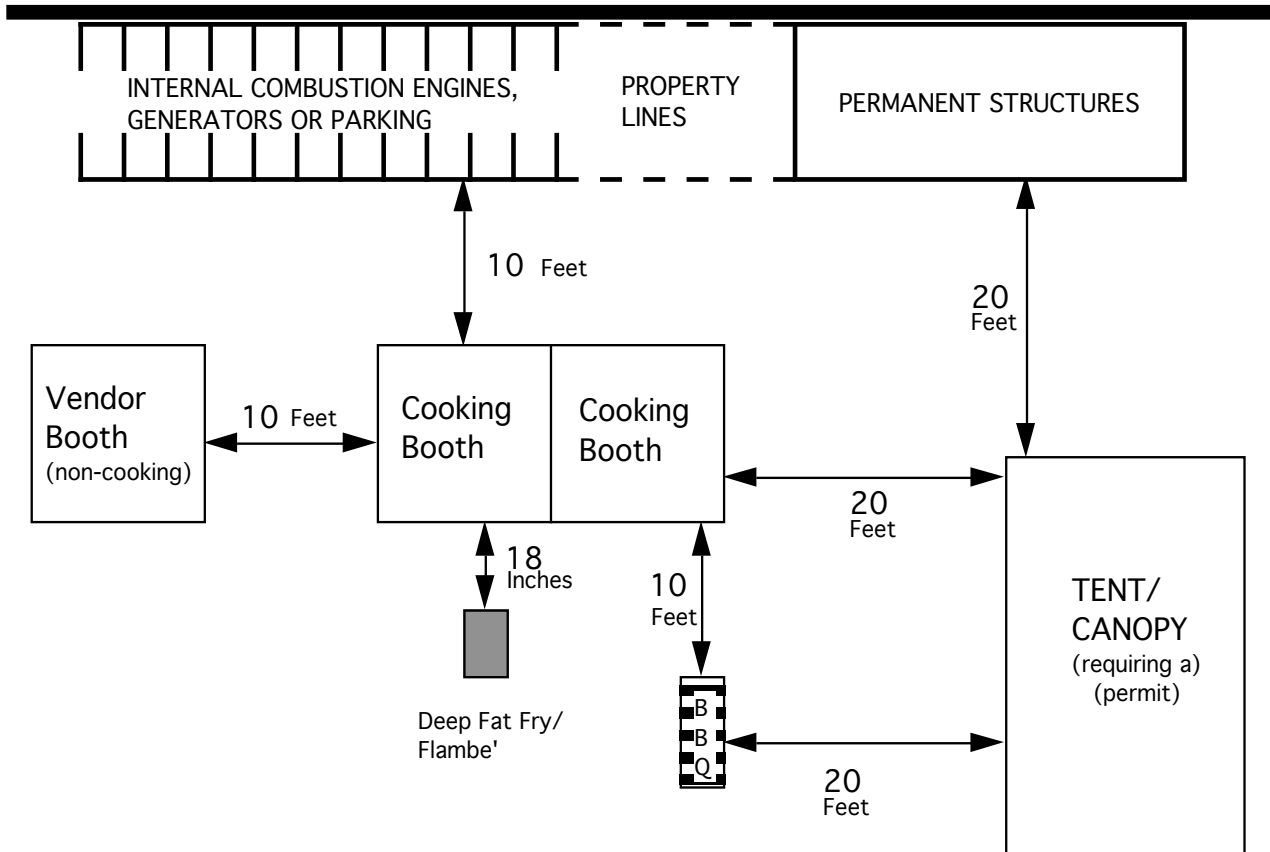 INTERNAL COMBUSTION ENGINES,
GENERATORS OR PARKING
PROPERTY
LINES
PERMANENT STRUCTURES
10 Feet
20
Feet
Vendor
Booth
(non-cooking)
10 Feet
Cooking
Booth
Cooking
Booth
20
Feet
18
Inches
10
Feet
TENT/
CANOPY
(requiring a)
(permit)
Deep Fat Fry/
Flambe'
B
B
Q
20
Feet